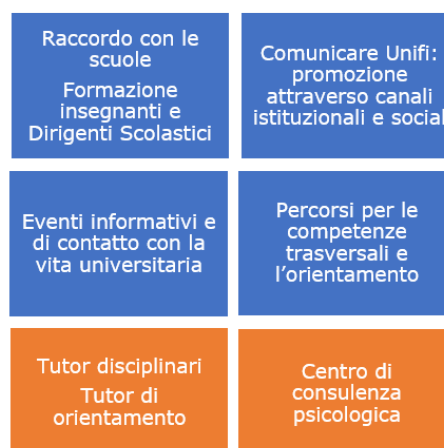 Raccordo con le
scuole
Formazione
insegnanti e
Dirigenti Scolastici
Comunicare Unifi:
promozione
attraverso canali
istituzionali e social
Eventi informativi e
di contatto con la
vita universitaria
Percorsi per le
competenze
trasversali e
l'orientamento
Tutor disciplinari
Tutor di
orientamento
Centro di
consulenza
psicologica